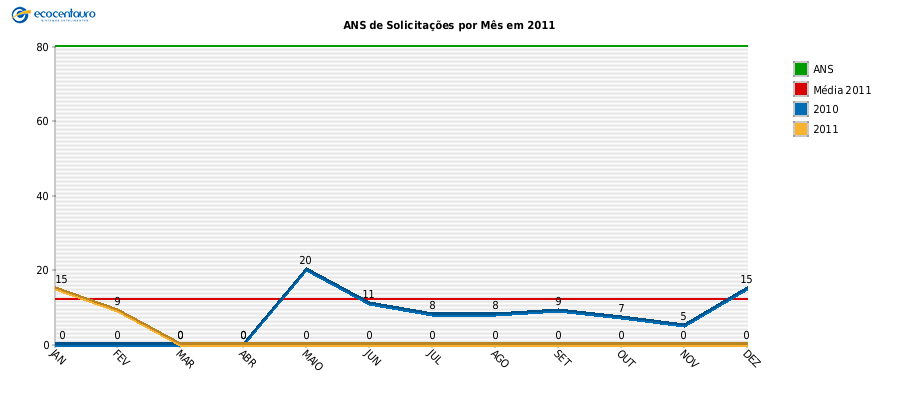 ecocentauro
ANS de Solicitações por Mês em 2011
80
60
40
20
0
ANS
Média 2011
2010
2011
15
9
0
0
20
11
8
8
9
7
5
15
0
0
0
0
0
0
0
0
0
0
0
0
JAN
FEV
MAR
ABR
MAIO
JUN
JUL
AGO
SET
OUT
NOV
DEZ